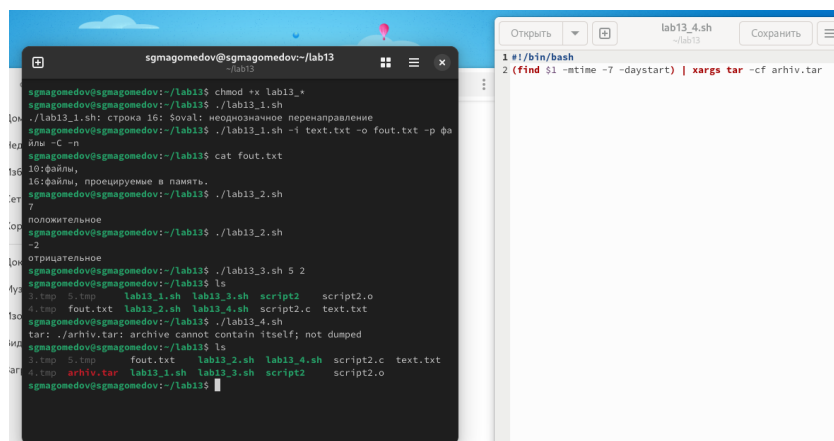 sgmagomedov@sgmagomedov:~/lab13
~/lab13
sgmagomedov@sgmagomedov:~/lab13$ chmod +x lab13_*
sgmagomedov@sgmagomedov:~/lab13$ ./lab13_1.sh
./lab13_1.sh: строка 16: $oval: неоднозначное перенаправление
sgmagomedov@sgmagomedov:~/lab13$ ./lab13_1.sh -i text.txt -o fout.txt -p фа
йлы -C -n
sgmagomedov@sgmagomedov:~/lab13$ cat fout.txt
10:файлы,
16:файлы, проецируемые в память.
sgmagomedov@sgmagomedov:~/lab13$ ./lab13_2.sh
7
положительное
sgmagomedov@sgmagomedov:~/lab13$ ./lab13_2.sh
-2
отрицательное
sgmagomedov@sgmagomedov:~/lab13$ ./lab13_3.sh 5 2
sgmagomedov@sgmagomedov:~/lab13$ ls
3.tmp 5.tmp lab13_1.sh lab13_3.sh script2 script2.o
4.tmp fout.txt lab13_2.sh lab13_4.sh script2.c text.txt
sgmagomedov@sgmagomedov:~/lab13$ ./lab13_4.sh
tar: ./arhiv.tar: archive cannot contain itself; not dumped
sgmagomedov@sgmagomedov:~/lab13$ ls
3.tmp 5.tmp fout.txt lab13_2.sh lab13_4.sh script2.c text.txt
4.tmp arhiv.tar lab13_1.sh lab13_3.sh script2 script2.o
sgmagomedov@sgmagomedov:~/lab13$
Открыть lab13_4.sh Сохранить
~/lab13
1 #!/bin/bash
2 (find $1 -mtime -7 -daystart) | xargs tar -cf arhiv.tar